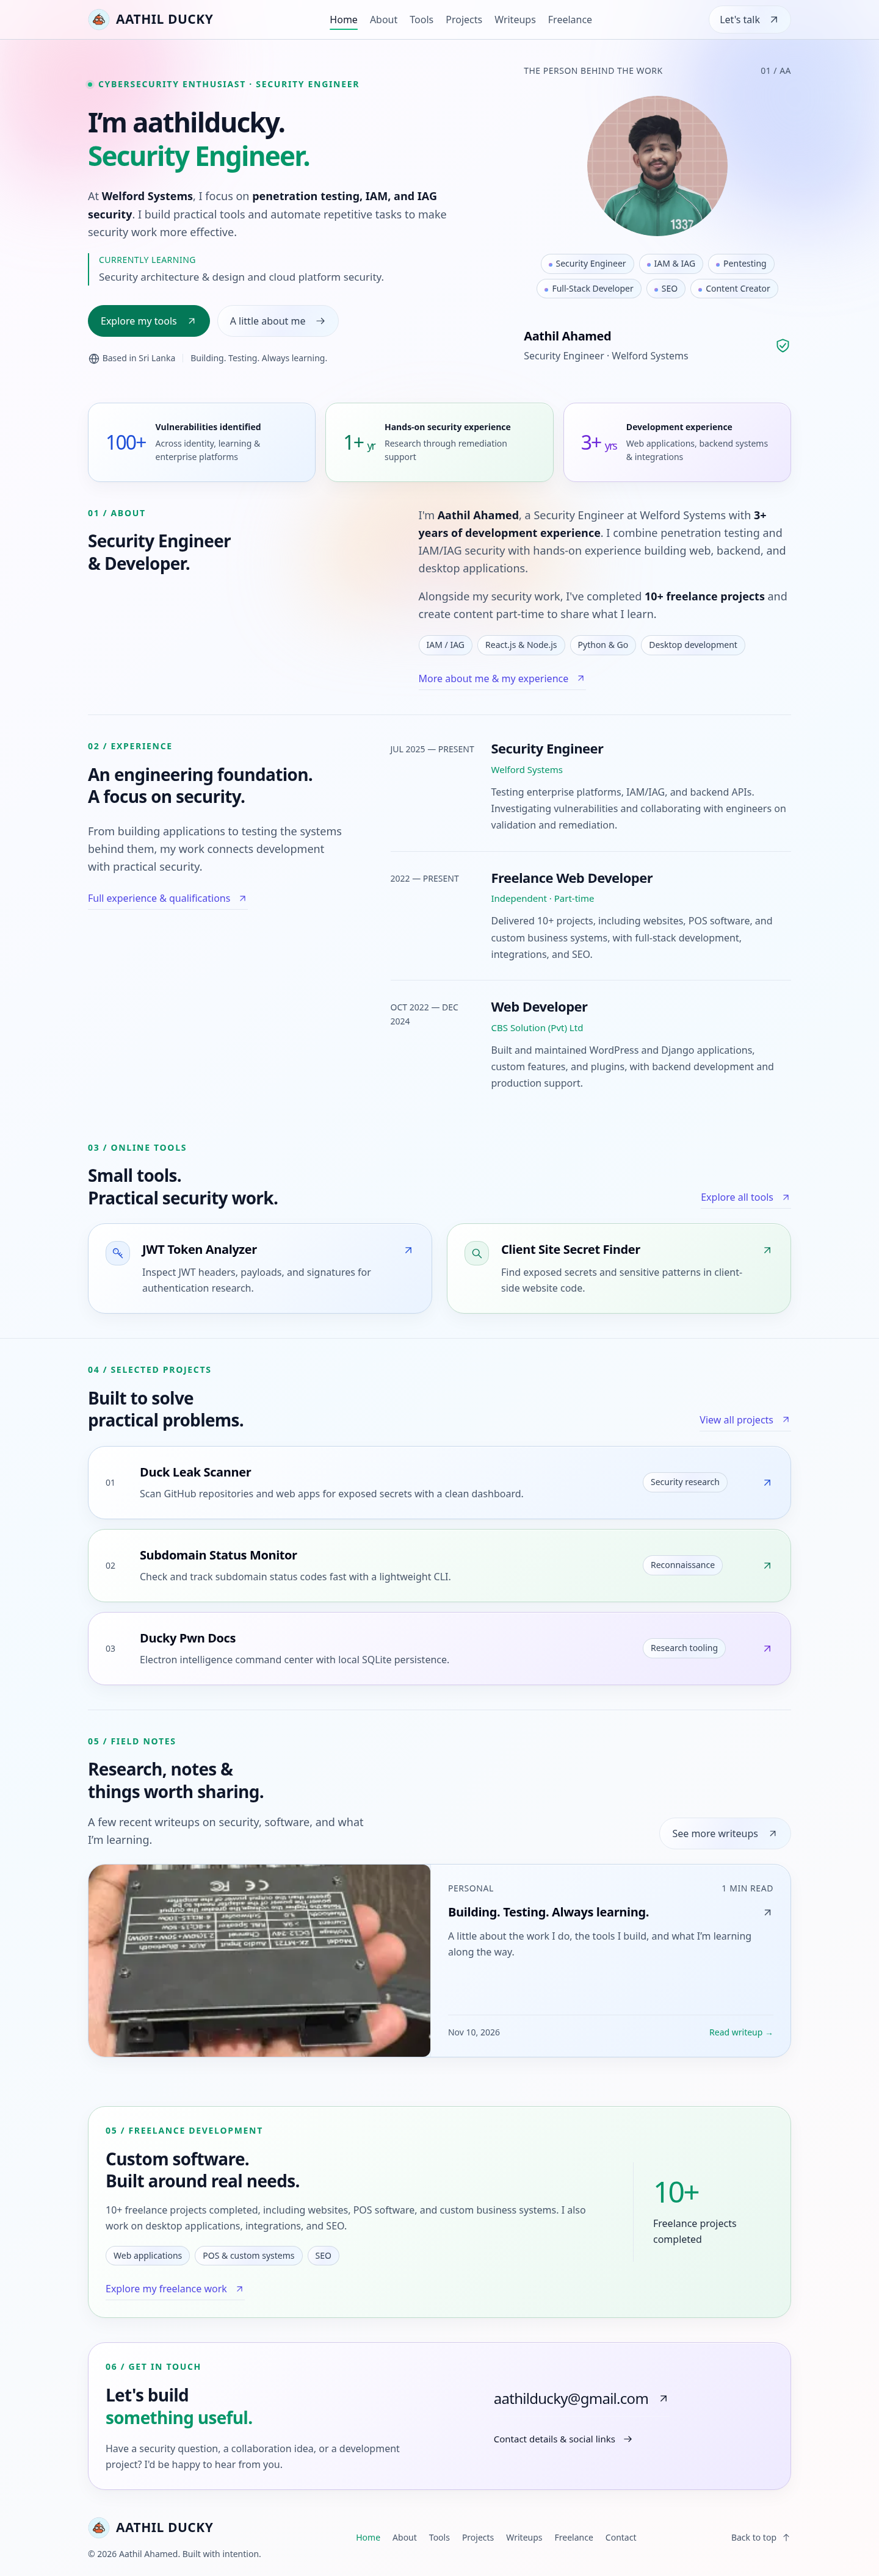 AATHIL DUCKY
Home About Tools Projects Writeups Freelance
Let's talk
CYBERSECURITY ENTHUSIAST · SECURITY ENGINEER
I’m aathilducky.
Security Engineer.
At Welford Systems, I focus on penetration testing, IAM, and IAG
security. I build practical tools and automate repetitive tasks to make
security work more effective.
CURRENTLY LEARNING
Security architecture & design and cloud platform security.
Explore my tools
A little about me
Based in Sri Lanka
Building. Testing. Always learning.
THE PERSON BEHIND THE WORK
01 / AA
1337
Security Engineer
IAM & IAG
Pentesting
Full-Stack Developer
SEO
Content Creator
Aathil Ahamed
Security Engineer · Welford Systems
100+
Vulnerabilities identified
Across identity, learning &
enterprise platforms
1+ yr
Hands-on security experience
Research through remediation
support
3+ yrs
Development experience
Web applications, backend systems
& integrations
01 / ABOUT
Security Engineer
& Developer.
I'm Aathil Ahamed, a Security Engineer at Welford Systems with 3+
years of development experience. I combine penetration testing and
IAM/IAG security with hands-on experience building web, backend, and
desktop applications.
Alongside my security work, I've completed 10+ freelance projects and
create content part-time to share what I learn.
IAM / IAG
React.js & Node.js
Python & Go
Desktop development
More about me & my experience
02 / EXPERIENCE
An engineering foundation.
A focus on security.
From building applications to testing the systems
behind them, my work connects development
with practical security.
Full experience & qualifications
JUL 2025 — PRESENT
Security Engineer
Welford Systems
Testing enterprise platforms, IAM/IAG, and backend APIs.
Investigating vulnerabilities and collaborating with engineers on
validation and remediation.
2022 — PRESENT
Freelance Web Developer
Independent · Part-time
Delivered 10+ projects, including websites, POS software, and
custom business systems, with full-stack development,
integrations, and SEO.
OCT 2022 — DEC
2024
Web Developer
CBS Solution (Pvt) Ltd
Built and maintained WordPress and Django applications,
custom features, and plugins, with backend development and
production support.
03 / ONLINE TOOLS
Small tools.
Practical security work.
Explore all tools
JWT Token Analyzer
Inspect JWT headers, payloads, and signatures for
authentication research.
Client Site Secret Finder
Find exposed secrets and sensitive patterns in client-
side website code.
04 / SELECTED PROJECTS
Built to solve
practical problems.
View all projects
01
Duck Leak Scanner
Scan GitHub repositories and web apps for exposed secrets with a clean dashboard.
Security research
02
Subdomain Status Monitor
Check and track subdomain status codes fast with a lightweight CLI.
Reconnaissance
03
Ducky Pwn Docs
Electron intelligence command center with local SQLite persistence.
Research tooling
05 / FIELD NOTES
Research, notes &
things worth sharing.
A few recent writeups on security, software, and what
I’m learning.
See more writeups
PERSONAL
1 MIN READ
Building. Testing. Always learning.
A little about the work I do, the tools I build, and what I’m learning
along the way.
Nov 10, 2026
Read writeup →
05 / FREELANCE DEVELOPMENT
Custom software.
Built around real needs.
10+ freelance projects completed, including websites, POS software, and custom business systems. I also
work on desktop applications, integrations, and SEO.
Web applications
POS & custom systems
SEO
Explore my freelance work
10+
Freelance projects
completed
06 / GET IN TOUCH
Let's build
something useful.
Have a security question, a collaboration idea, or a development
project? I'd be happy to hear from you.
aathilducky@gmail.com
Contact details & social links
AATHIL DUCKY
© 2026 Aathil Ahamed. Built with intention.
Home About Tools Projects Writeups Freelance Contact
Back to top